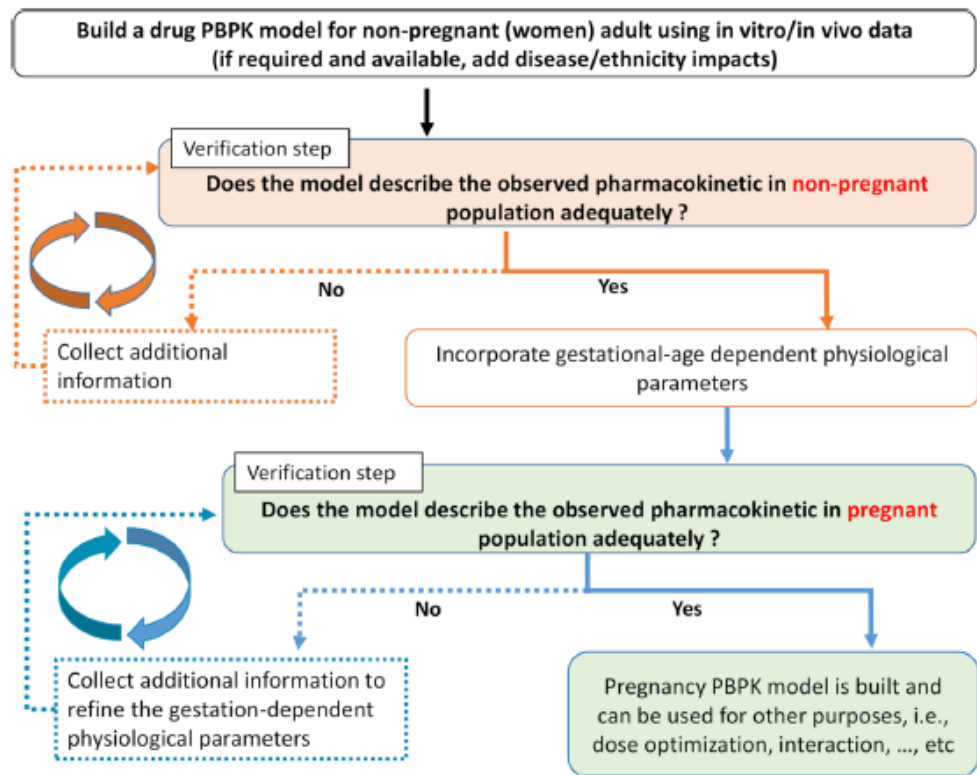 Build a drug PBPK model for non-pregnant (women) adult using in vitro/in vivo data
(if required and available, add disease/ethnicity impacts)
Verification step
Does the model describe the observed pharmacokinetic in non-pregnant
population adequately ?
No
Yes
Collect additional
information
Incorporate gestational-age dependent physiological
parameters
Verification step
Does the model describe the observed pharmacokinetic in pregnant
population adequately ?
No
Yes
Collect additional information to
refine the gestation-dependent
physiological parameters
Pregnancy PBPK model is built and
can be used for other purposes, i.e.,
dose optimization, interaction, ..., etc